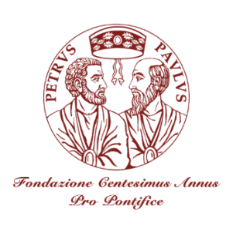 PETRVS PAVLVS
Fondazione Centesimus Annus
Pro Pontifice